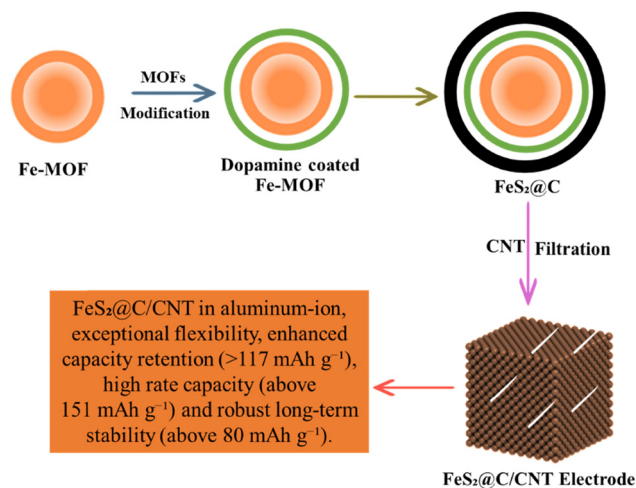 MOFs
Modification
Fe-MOF
Dopamine coated
Fe-MOF
FeS₂@C
CNT Filtration
FeS₂@C/CNT in aluminum-ion,
exceptional flexibility, enhanced
capacity retention (>117 mAh g⁻¹),
high rate capacity (above
151 mAh g⁻¹) and robust long-term
stability (above 80 mAh g⁻¹).
FeS₂@C/CNT Electrode